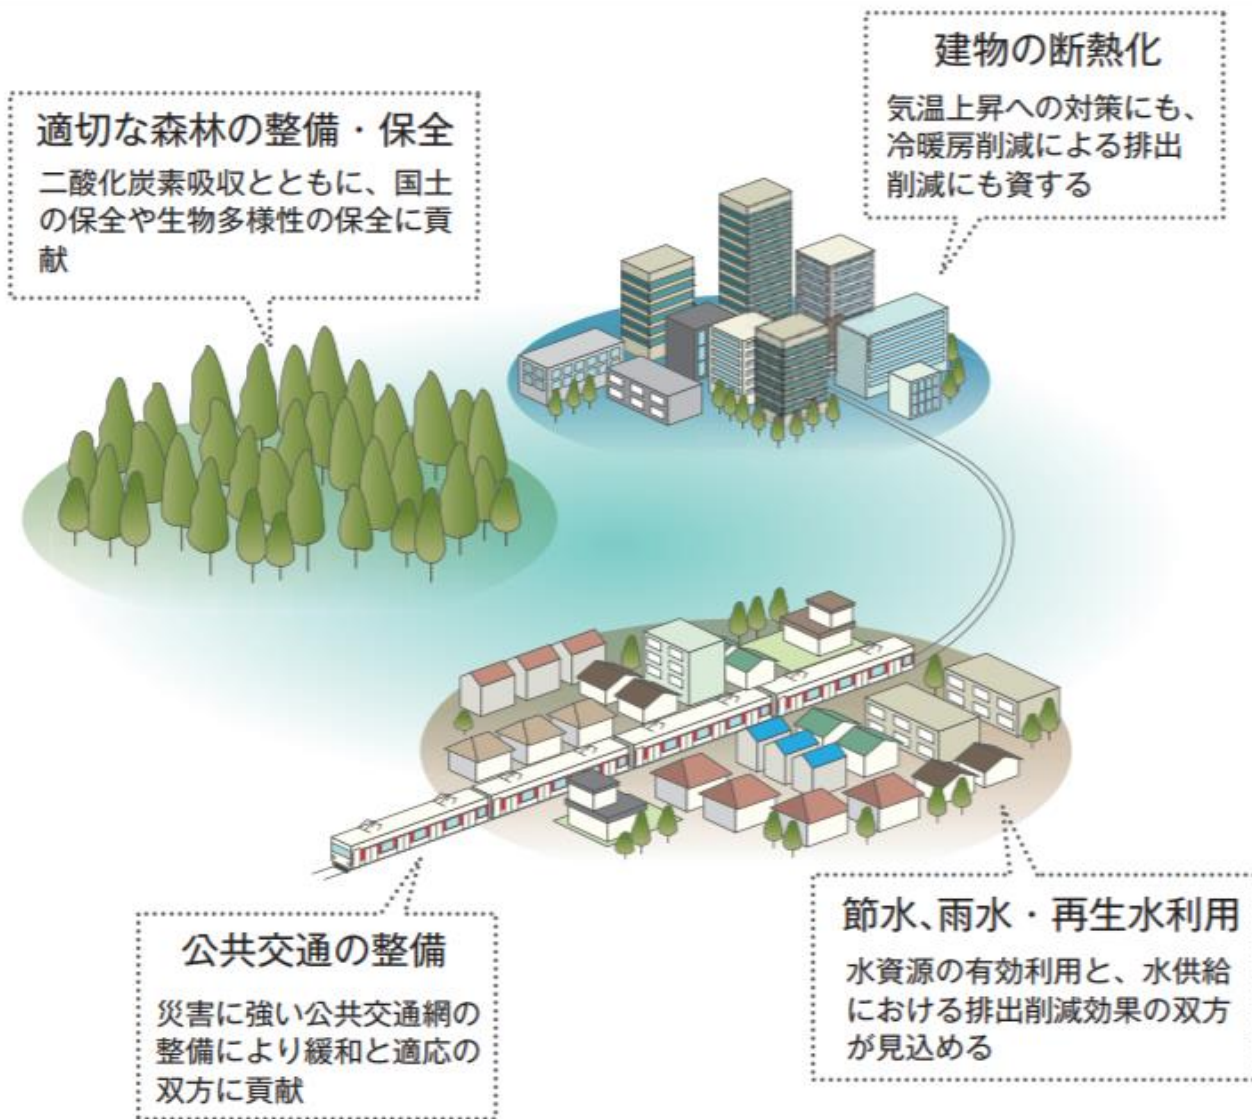 適切な森林の整備・保全
二酸化炭素吸収とともに、国土
の保全や生物多様性の保全に貢
献
建物の断熱化
気温上昇への対策にも、
冷暖房削減による排出
削減にも資する
公共交通の整備
災害に強い公共交通網の
整備により緩和と適応の
双方に貢献
節水、雨水・再生水利用
水資源の有効利用と、水供給
における排出削減効果の双方
が見込める